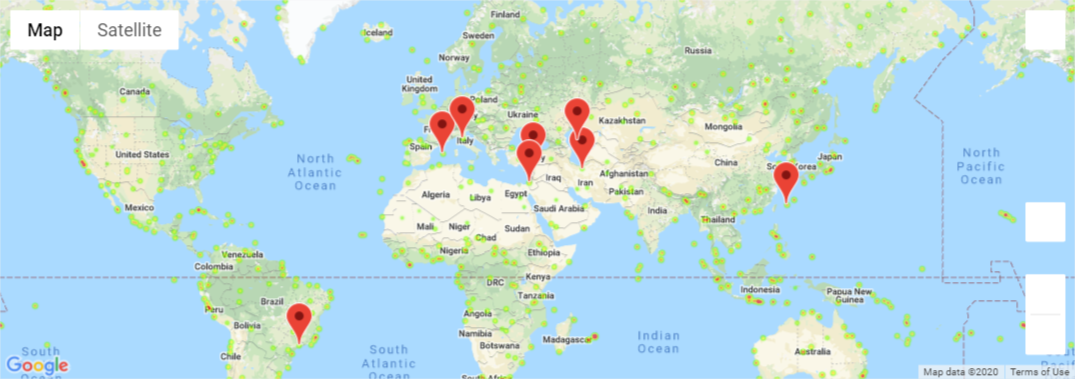 Map
Satellite
Iceland
Finland
Sweden
Norway
Russia
Canada
United
Kingdom
Poland
Ukraine
Kazakhstan
Mongolia
Spain
Italy
United States
North
Atlantic
Ocean
China
Japan
North
Pacific
Ocean
Iraq
Iran
Afghanistan
Pakistan
Algeria
Libya
Egypt
Saudi Arabia
India
Thailand
Mexico
Mali
Niger
Chad
Sudan
Nigeria
Ethiopia
Venezuela
Colombia
DRC
Kenya
Tanzania
Indonesia
Papua New
Guinea
Brazil
Peru
Bolivia
Angola
Namibia
Botswana
Madagascar
Indian
Ocean
Chile
South
Atlantic
Ocean
Australia
South
Google
Map data ©2020
Terms of Use